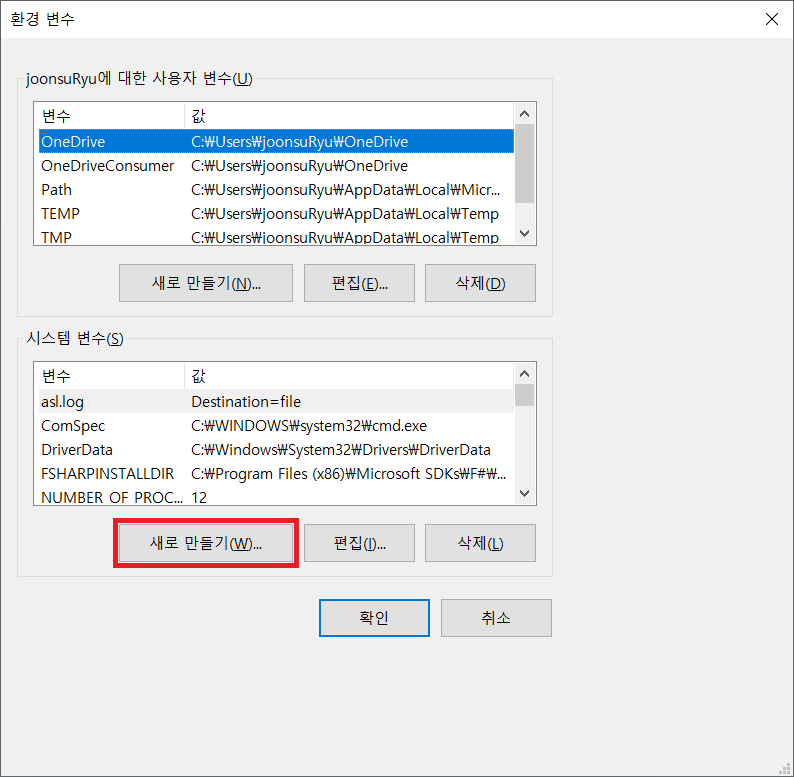 환경 변수
joonsuRyu에 대한 사용자 변수(U)
변수 값
OneDrive C:₩Users₩joonsuRyu₩OneDrive
OneDriveConsumer C:₩Users₩joonsuRyu₩OneDrive
Path C:₩Users₩joonsuRyu₩AppData₩Local₩Micr...
TEMP C:₩Users₩joonsuRyu₩AppData₩Local₩Temp
TMP C:₩Users₩joonsuRyu₩AppData₩Local₩Temp
새로 만들기(N)... 편집(E)... 삭제(D)
시스템 변수(S)
변수 값
asl.log Destination=file
ComSpec C:₩WINDOWS₩system32₩cmd.exe
DriverData C:₩Windows₩System32₩Drivers₩DriverData
FSHARPINSTALLDIR C:₩Program Files (x86)₩Microsoft SDKs₩F#₩...
NUMBER_OF_PROC... 12
새로 만들기(W)... 편집(I)... 삭제(L)
확인 취소